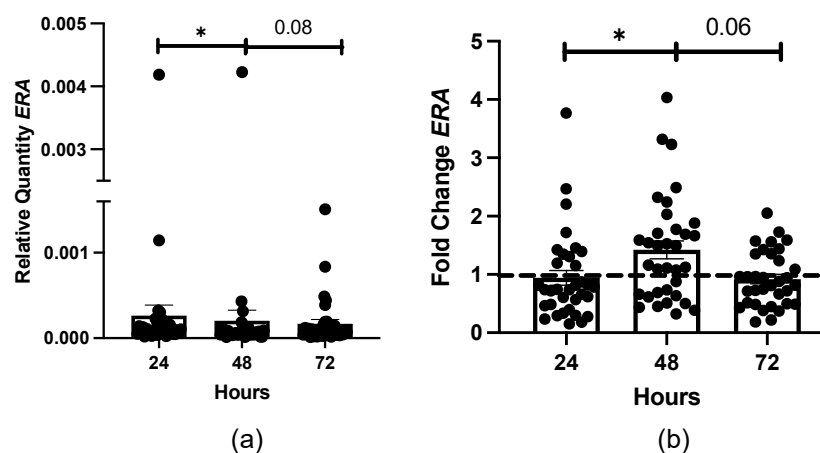 Relative Quantity ERA
0.005
0.004
0.003
0.001
0.000
* 0.08
24 48 72
Hours
(a)
Fold Change ERA
5
4
3
2
1
0
* 0.06
24 48 72
Hours
(b)